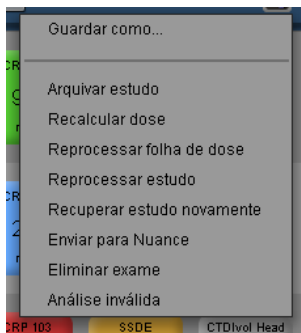 Guardar como...
Arquivar estudo
Recalcular dose
Reprocessar folha de dose
Reprocessar estudo
Recuperar estudo novamente
Enviar para Nuance
Eliminar exame
Análise inválida
CRP 103 SSDE CTDIvol Head